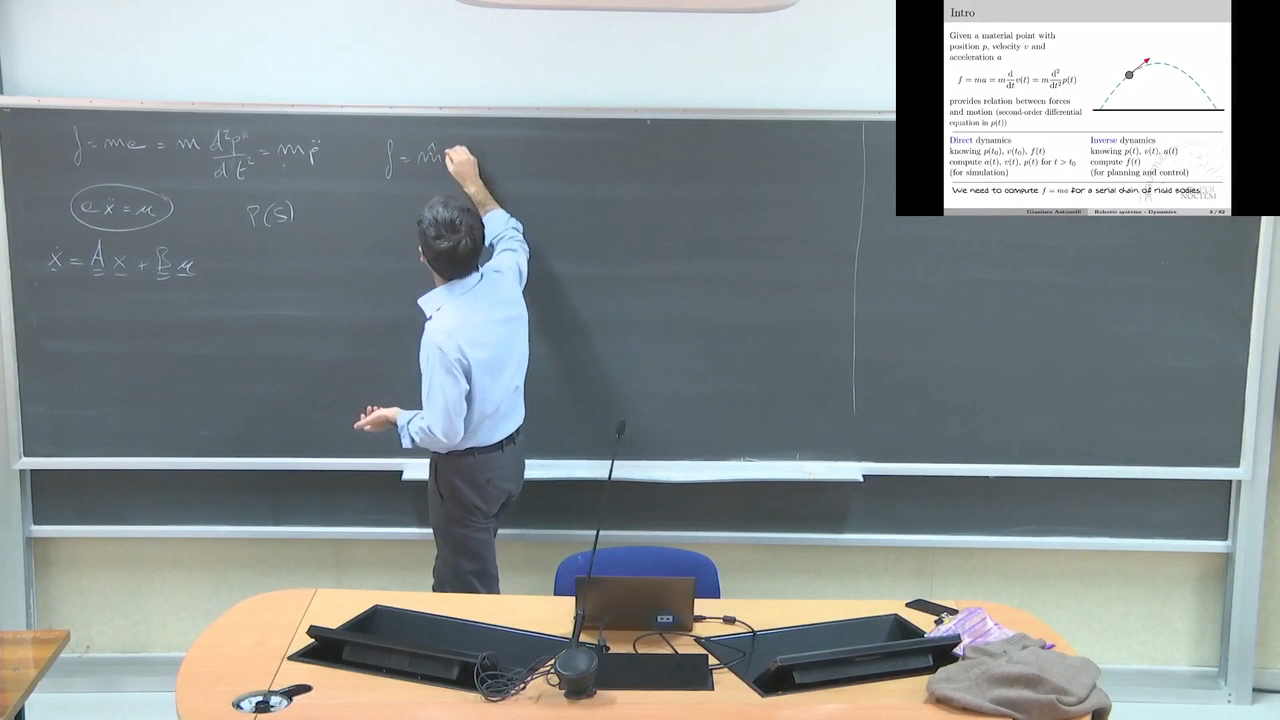 f = ma = m d²p / dt² = m p̈
a ẍ = u
ẋ = A x + B u
P(S)
f = m̂
Intro
Given a material point with
position p, velocity v and
acceleration a
f = ma = m d/dt v(t) = m d²/dt² p(t)
provides relation between forces
and motion (second-order differential
equation in p(t))
Direct dynamics
knowing p(t₀), v(t₀), f(t)
compute a(t), v(t), p(t) for t > t₀
(for simulation)
Inverse dynamics
knowing p(t), v(t), a(t)
compute f(t)
(for planning and control)
We need to compute f = ma for a serial chain of rigid bodies
NOCTEM
Gianluca Antonelli Robotic systems - Dynamics 3 / 82